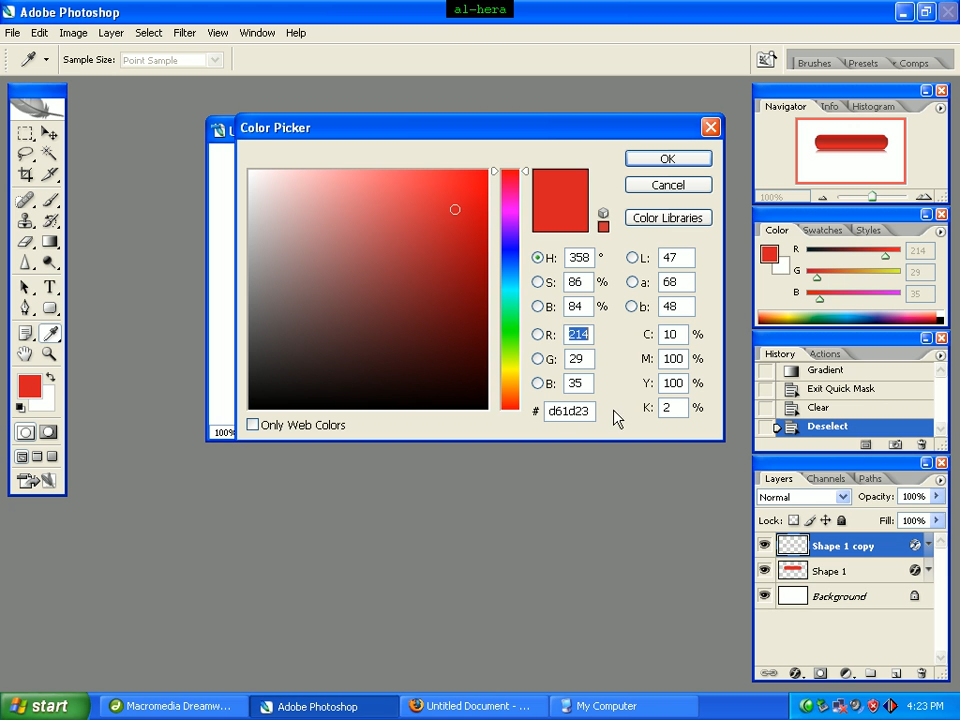 al-hera
Adobe Photoshop
File Edit Image Layer Select Filter View Window Help
Sample Size: Point Sample
Brushes Presets Comps
Navigator Info Histogram
100%
Color Picker
OK
Cancel
Color Libraries
H: 358 °
L: 47
S: 86 %
a: 68
B: 84 %
b: 48
R: 214
C: 10 %
G: 29
M: 100 %
B: 35
Y: 100 %
# d61d23
K: 2 %
Only Web Colors
100%
Color Swatches Styles
R 214
G 29
B 35
History Actions
Gradient
Exit Quick Mask
Clear
Deselect
Layers Channels Paths
Normal Opacity: 100%
Lock: Fill: 100%
Shape 1 copy
Shape 1
Background
start
Macromedia Dreamw...
Adobe Photoshop
Untitled Document - ...
My Computer
4:23 PM